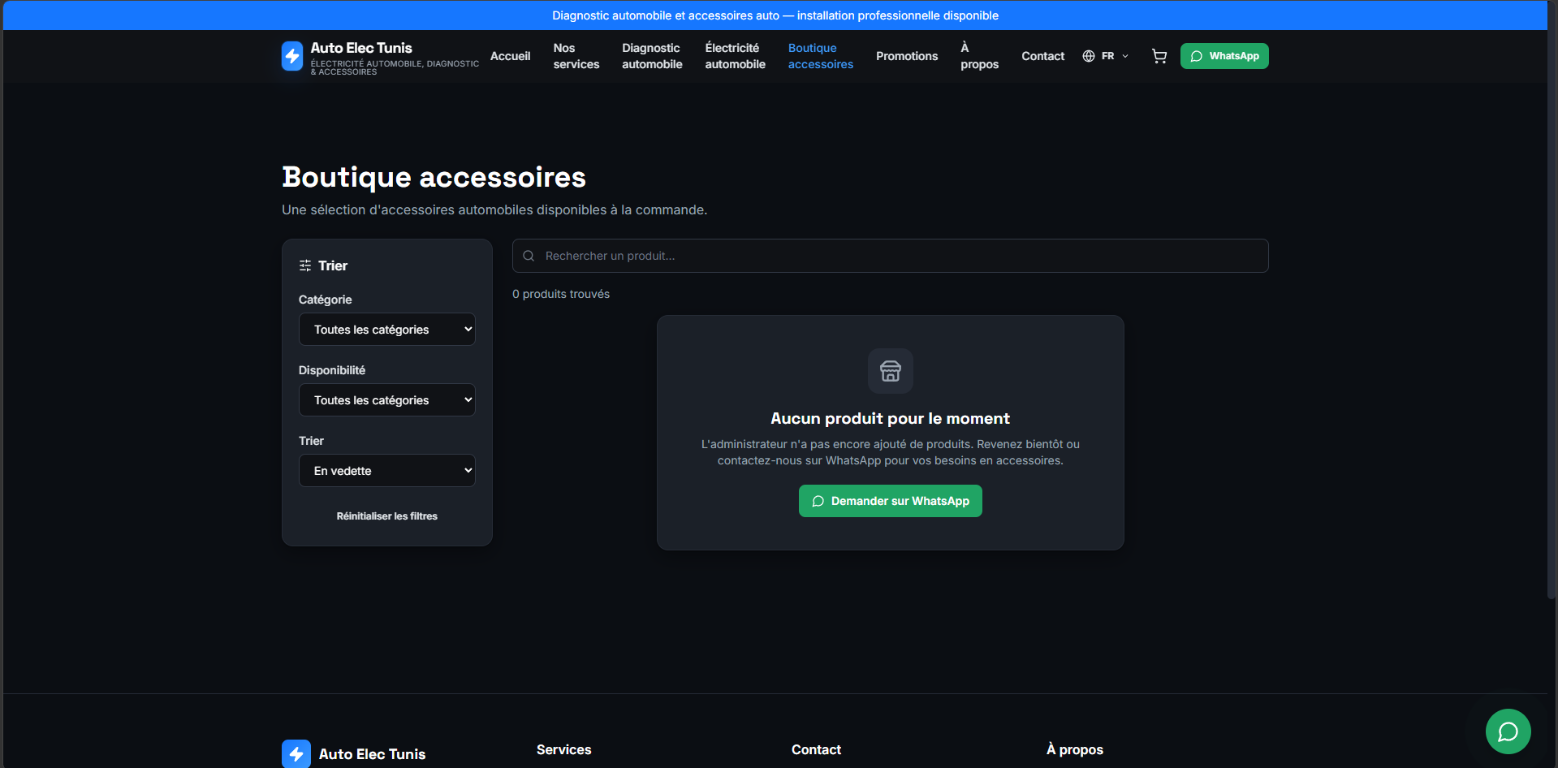 Diagnostic automobile et accessoires auto — installation professionnelle disponible
Auto Elec Tunis
ÉLECTRICITÉ AUTOMOBILE, DIAGNOSTIC
& ACCESSOIRES
Accueil
Nos
services
Diagnostic
automobile
Électricité
automobile
Boutique
accessoires
Promotions
À
propos
Contact
FR
WhatsApp
Boutique accessoires
Une sélection d'accessoires automobiles disponibles à la commande.
Trier
Catégorie
Toutes les catégories
Disponibilité
Toutes les catégories
Trier
En vedette
Réinitialiser les filtres
Rechercher un produit...
0 produits trouvés
Aucun produit pour le moment
L'administrateur n'a pas encore ajouté de produits. Revenez bientôt ou
contactez-nous sur WhatsApp pour vos besoins en accessoires.
Demander sur WhatsApp
Auto Elec Tunis
Services
Contact
À propos